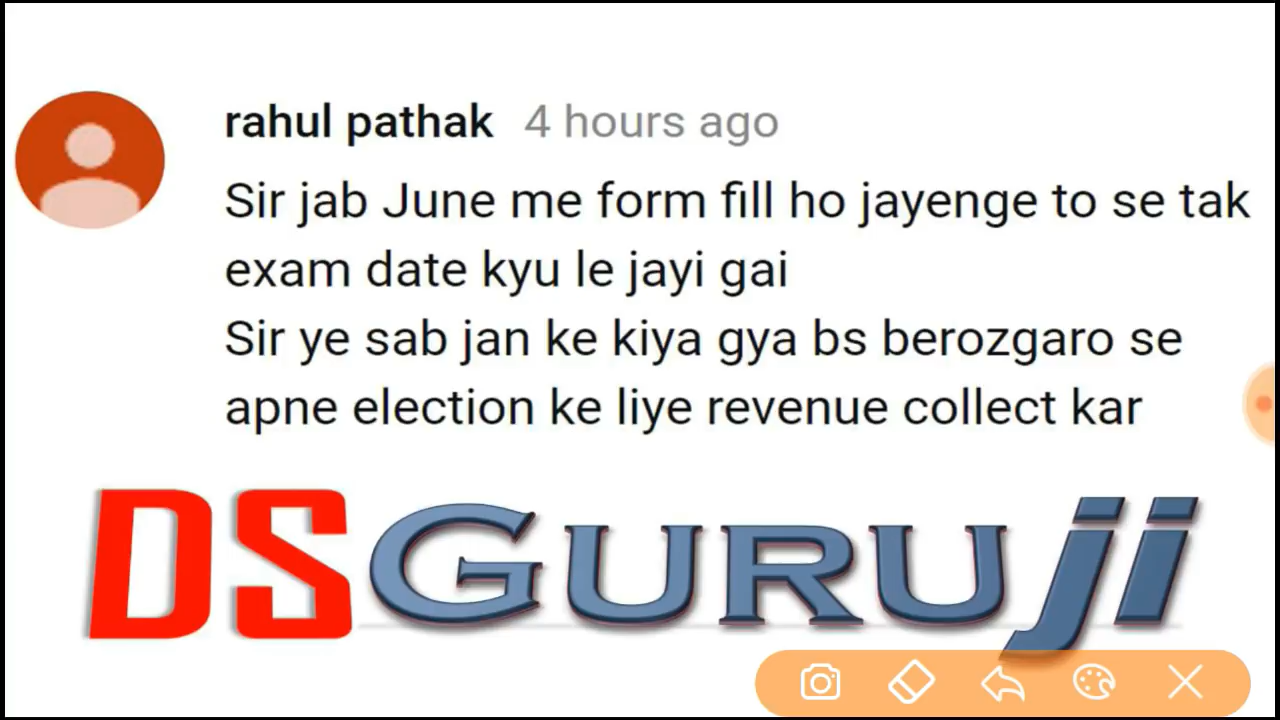 rahul pathak 4 hours ago
Sir jab June me form fill ho jayenge to se tak
exam date kyu le jayi gai
Sir ye sab jan ke kiya gya bs berozgaro se
apne election ke liye revenue collect kar
DSGURUji